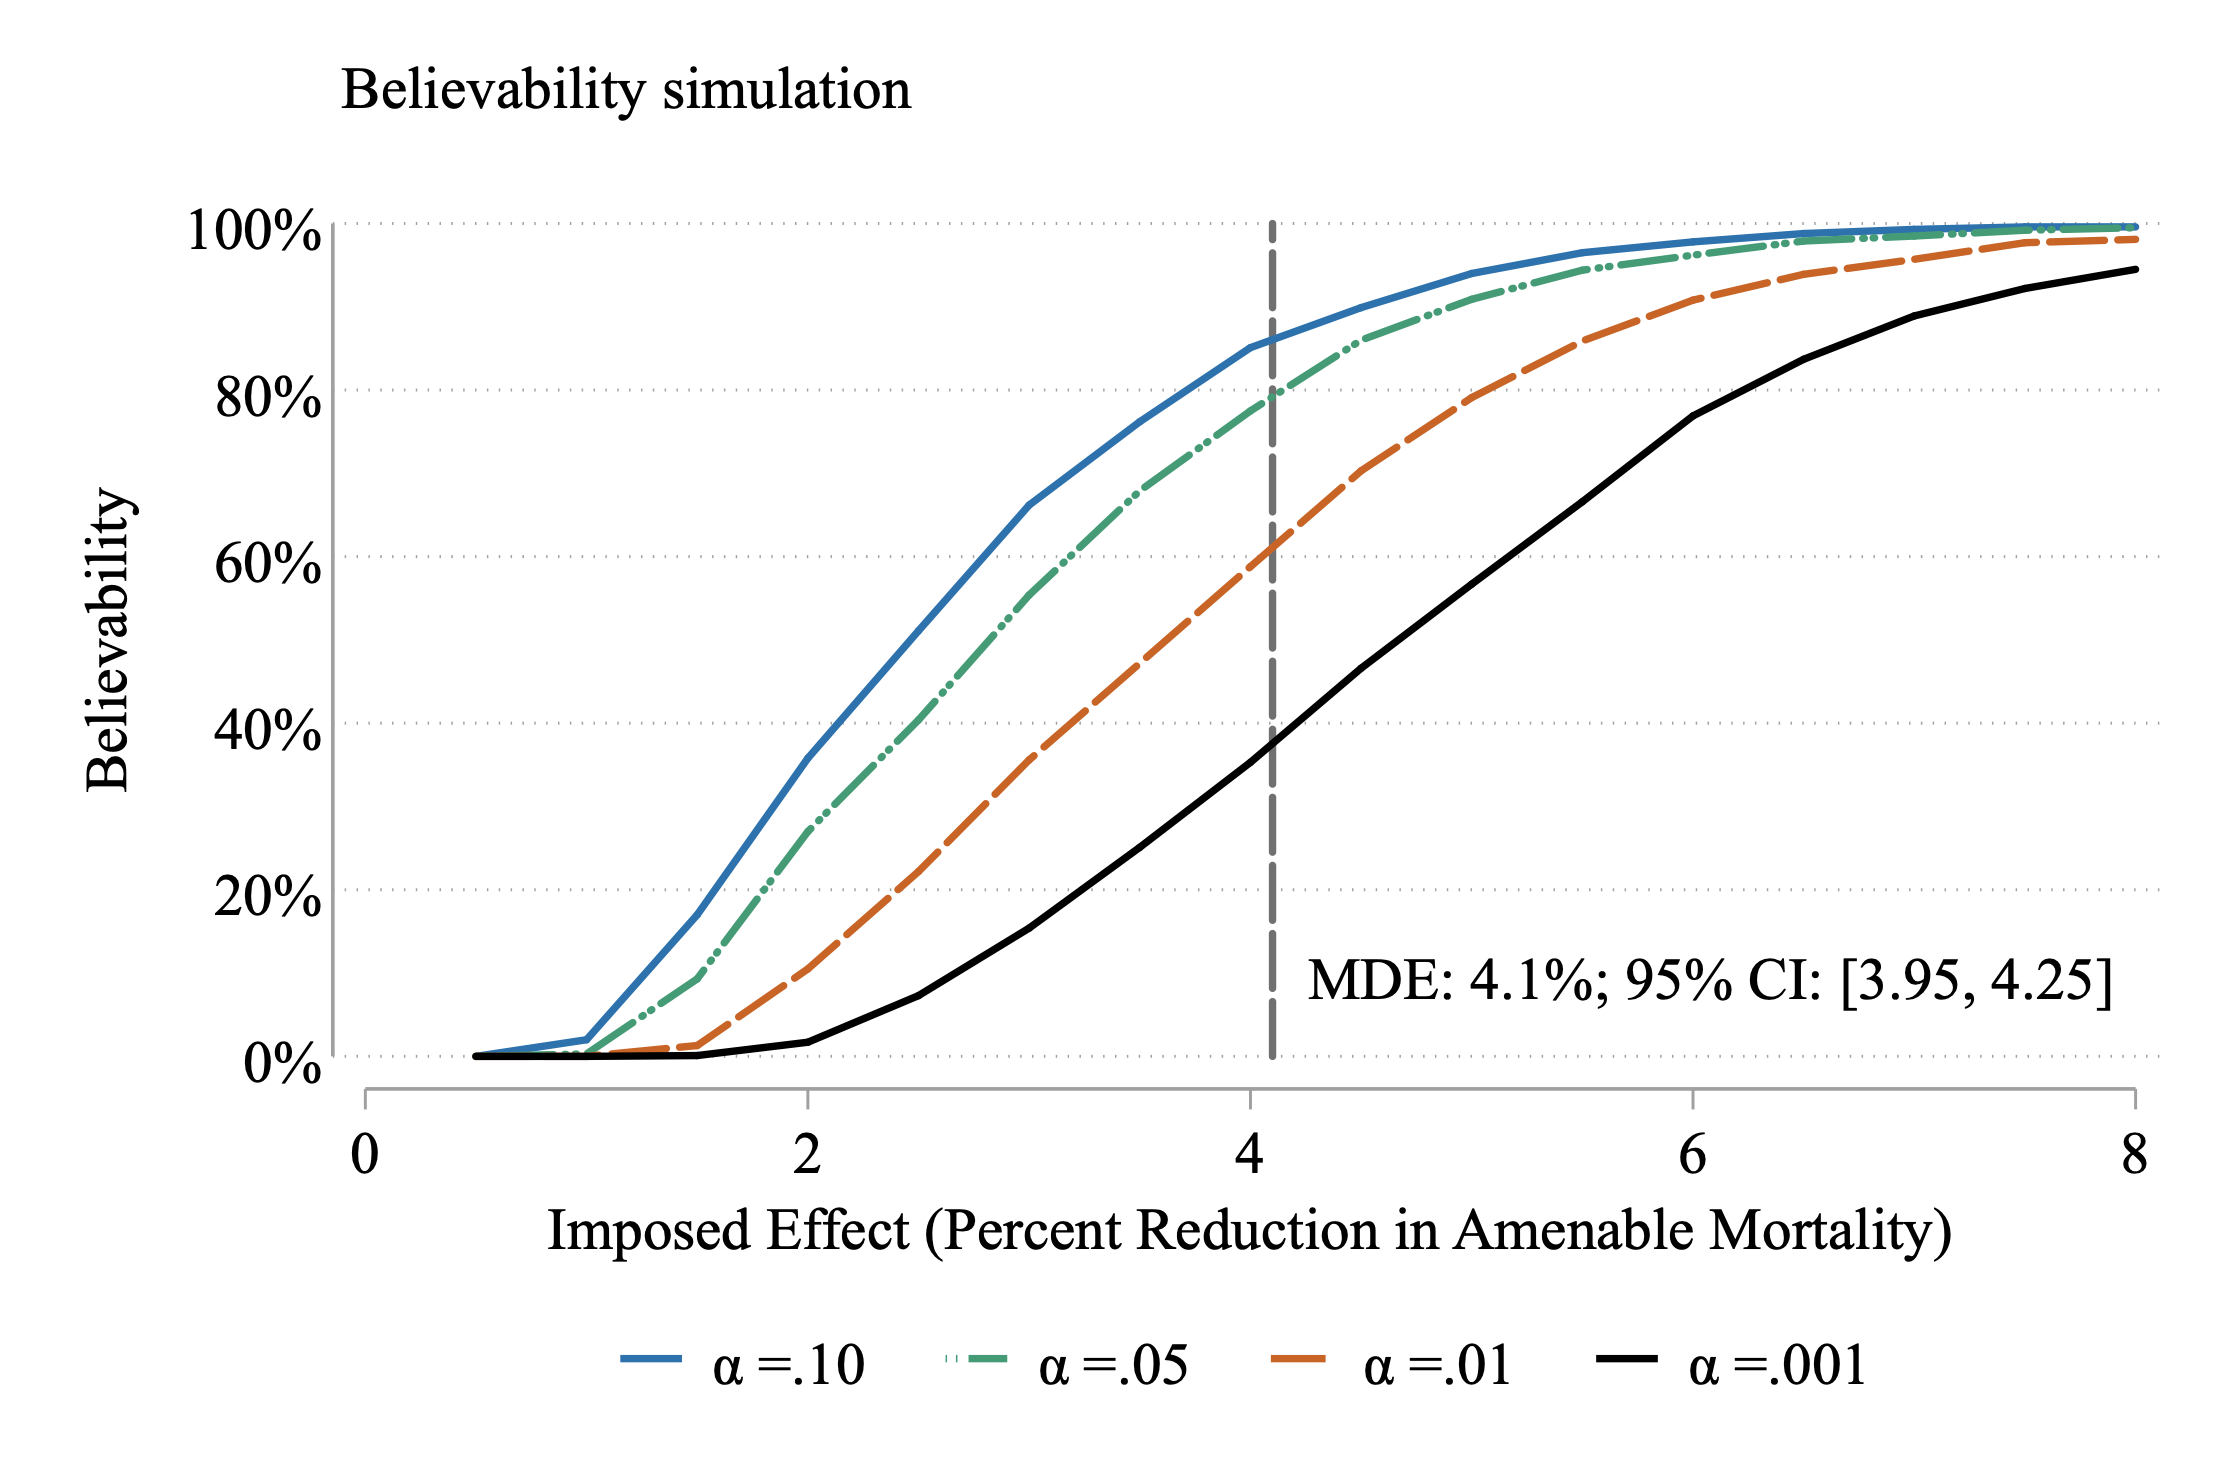 Believability simulation
100%
80%
60%
40%
20%
0%
Believability
MDE: 4.1%; 95% CI: [3.95, 4.25]
0 2 4 6 8
Imposed Effect (Percent Reduction in Amenable Mortality)
α =.10 α =.05 α =.01 α =.001